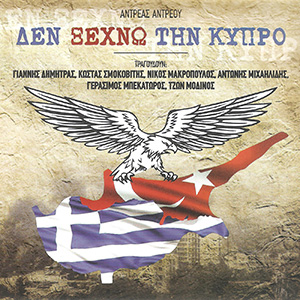 ΑΝΤΡΕΑΣ ΑΝΤΡΕΟΥ
ΔΕΝ ΞΕΧΝΩ ΤΗΝ ΚΥΠΡΟ
ΤΡΑΓΟΥΔΟΥΝ:
ΓΙΑΝΝΗΣ ΔΗΜΗΤΡΑΣ, ΚΩΣΤΑΣ ΣΜΟΚΟΒΙΤΗΣ, ΝΙΚΟΣ ΜΑΚΡΟΠΟΥΛΟΣ, ΑΝΤΩΝΗΣ ΜΙΧΑΗΛΙΔΗΣ,
ΓΕΡΑΣΙΜΟΣ ΜΠΕΚΑΤΩΡΟΣ, ΤΖΩΝ ΜΟΔΙΝΟΣ